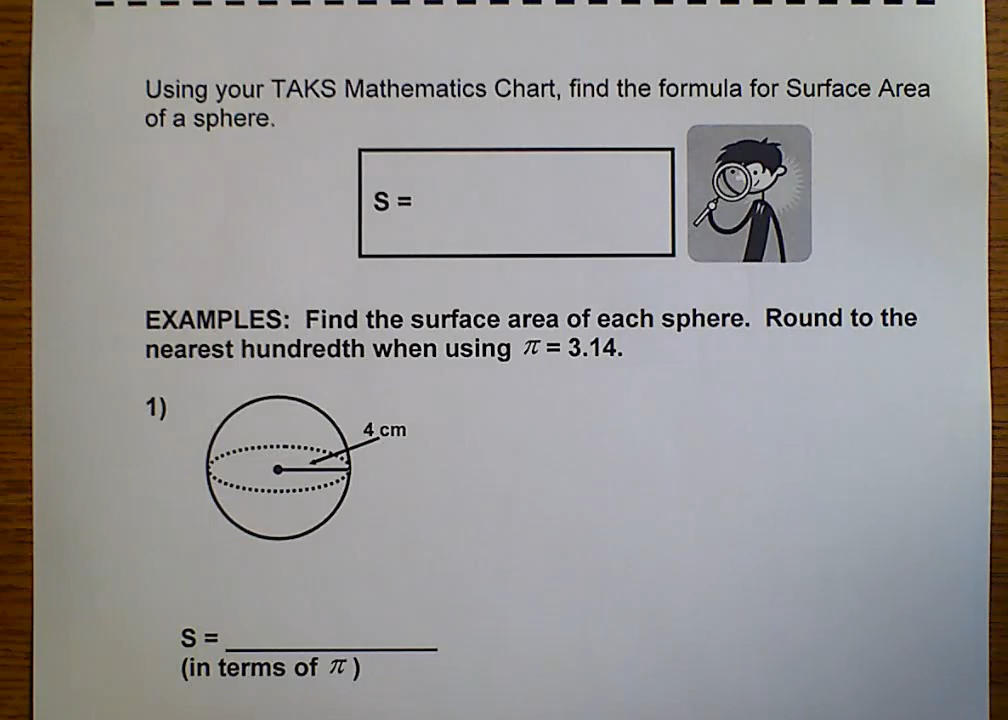 Using your TAKS Mathematics Chart, find the formula for Surface Area
of a sphere.
S =
EXAMPLES: Find the surface area of each sphere. Round to the
nearest hundredth when using π = 3.14.
1)
4 cm
S = ____________
(in terms of π )